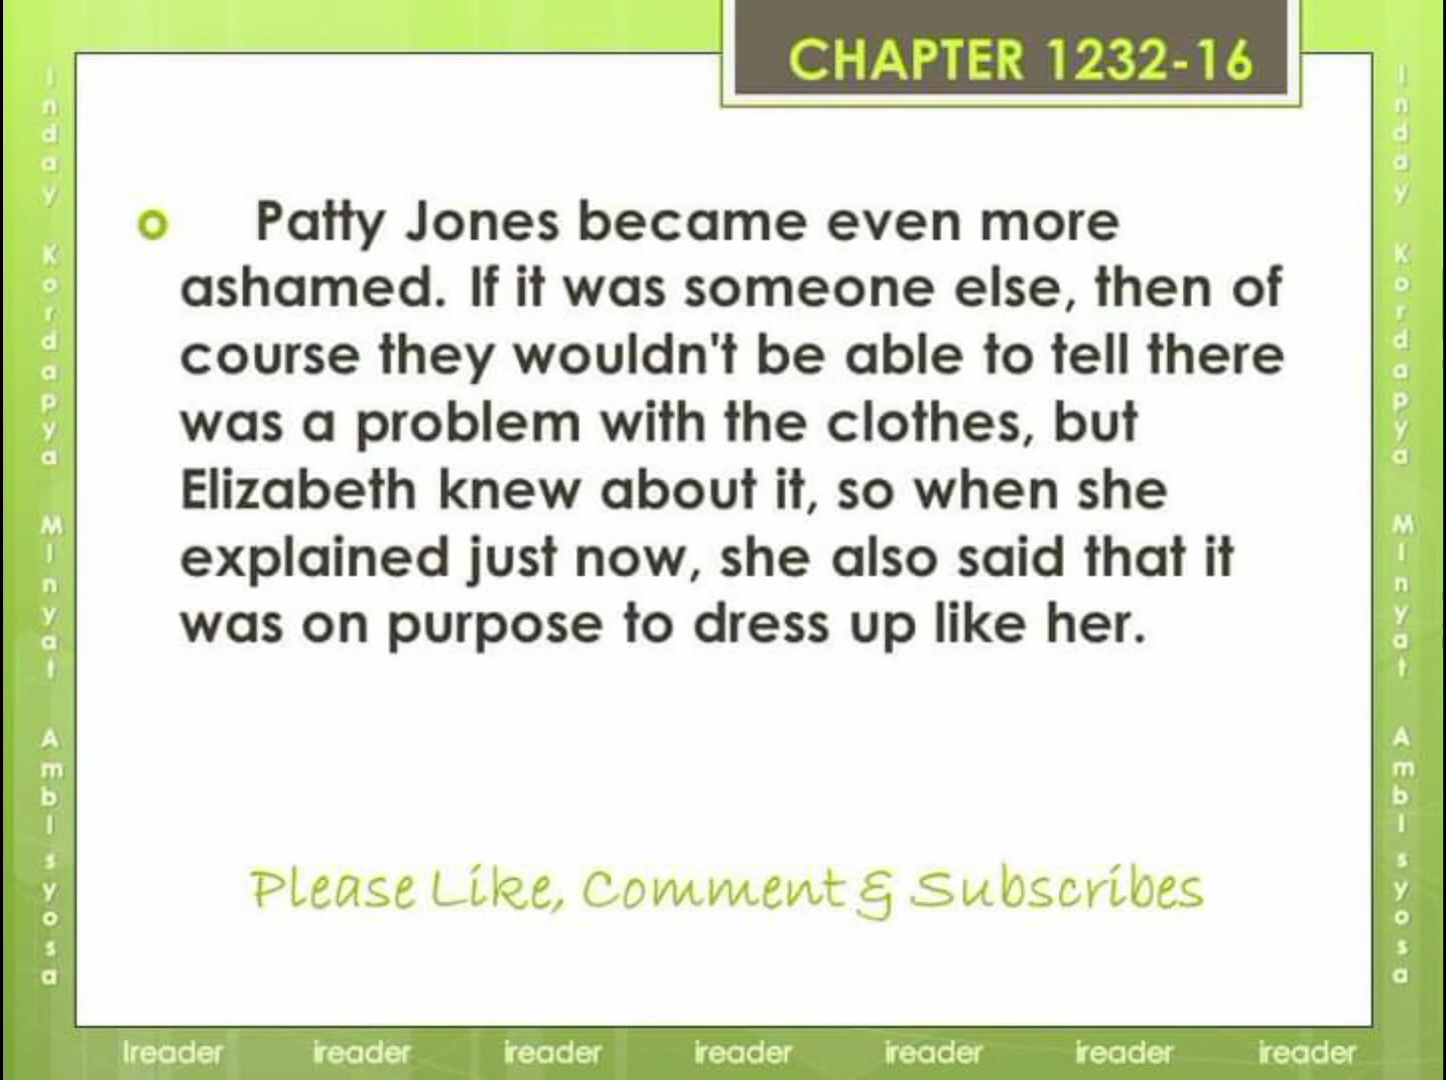 CHAPTER 1232-16
Patty Jones became even more
ashamed. If it was someone else, then of
course they wouldn't be able to tell there
was a problem with the clothes, but
Elizabeth knew about it, so when she
explained just now, she also said that it
was on purpose to dress up like her.
Please Like, Comment & Subscribes
Inday Kordapya MInyat AmbIsyosa
Inday Kordapya MInyat AmbIsyosa
Ireader ireader ireader ireader ireader ireader ireader